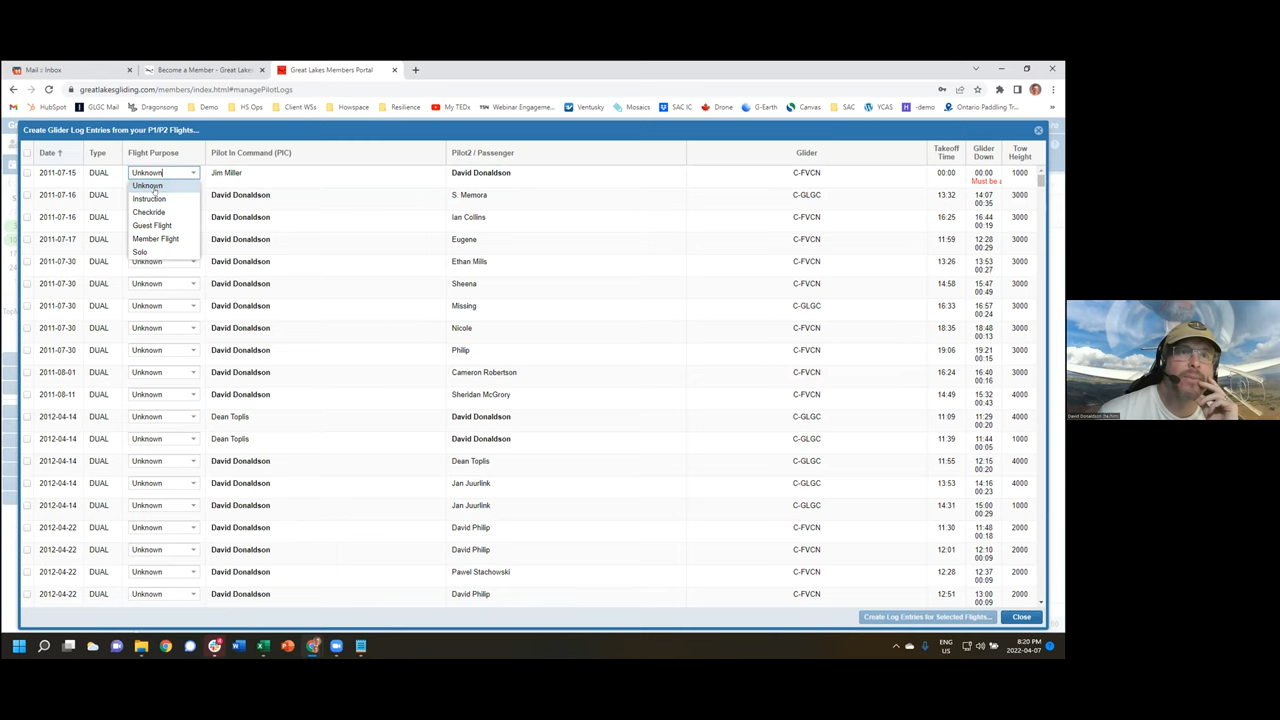 Mail :: Inbox
Become a Member - Great Lakes
Great Lakes Members Portal
greatlakesgliding.com/members/index.html#managePilotLogs
HubSpot GLGC Mail Dragonsong Demo HS Ops Client WSs Howspace Resilience My TEDx Webinar Engageme... Ventusky Mosaics SAC IC Drone G-Earth Canvas SAC YCAS -demo Ontario Paddling Tr...
Create Glider Log Entries from your P1/P2 Flights...
Date Type Flight Purpose Pilot In Command (PIC) Pilot2 / Passenger Glider Takeoff Time Glider Down Tow Height
2011-07-15 DUAL Unknown Jim Miller David Donaldson C-FVCN 00:00 00:00 1000
Must be a
Unknown
Instruction
Checkride
Guest Flight
Member Flight
Solo
2011-07-16 DUAL David Donaldson S. Memora C-GLGC 13:32 14:07 3000
00:35
2011-07-16 DUAL David Donaldson Ian Collins C-FVCN 16:25 16:44 3000
00:19
2011-07-17 DUAL David Donaldson Eugene C-FVCN 11:59 12:28 3000
00:29
2011-07-30 DUAL Unknown David Donaldson Ethan Mills C-FVCN 13:26 13:53 3000
00:27
2011-07-30 DUAL Unknown David Donaldson Sheena C-FVCN 14:58 15:47 3000
00:49
2011-07-30 DUAL Unknown David Donaldson Missing C-GLGC 16:33 16:57 3000
00:24
2011-07-30 DUAL Unknown David Donaldson Nicole C-FVCN 18:35 18:48 3000
00:13
2011-07-30 DUAL Unknown David Donaldson Philip C-FVCN 19:06 19:21 3000
00:15
2011-08-01 DUAL Unknown David Donaldson Cameron Robertson C-FVCN 16:24 16:40 3000
00:16
2011-08-11 DUAL Unknown David Donaldson Sheridan McGrory C-FVCN 14:49 15:32 3000
00:43
2012-04-14 DUAL Unknown Dean Toplis David Donaldson C-GLGC 11:09 11:29 4000
00:20
2012-04-14 DUAL Unknown Dean Toplis David Donaldson C-GLGC 11:39 11:44 1000
00:05
2012-04-14 DUAL Unknown David Donaldson Dean Toplis C-GLGC 11:55 12:15 4000
00:20
2012-04-14 DUAL Unknown David Donaldson Jan Juurlink C-GLGC 13:53 14:16 4000
00:23
2012-04-14 DUAL Unknown David Donaldson Jan Juurlink C-GLGC 14:31 15:00 4000
00:29
2012-04-22 DUAL Unknown David Donaldson David Philip C-FVCN 11:30 11:48 2000
00:18
2012-04-22 DUAL Unknown David Donaldson David Philip C-FVCN 12:01 12:10 2000
00:09
2012-04-22 DUAL Unknown David Donaldson Pawel Stachowski C-FVCN 12:28 12:37 2000
00:09
2012-04-22 DUAL Unknown David Donaldson David Philip C-FVCN 12:51 13:00 2000
00:09
Create Log Entries for Selected Flights... Close
ENG
US
8:20 PM
2022-04-07